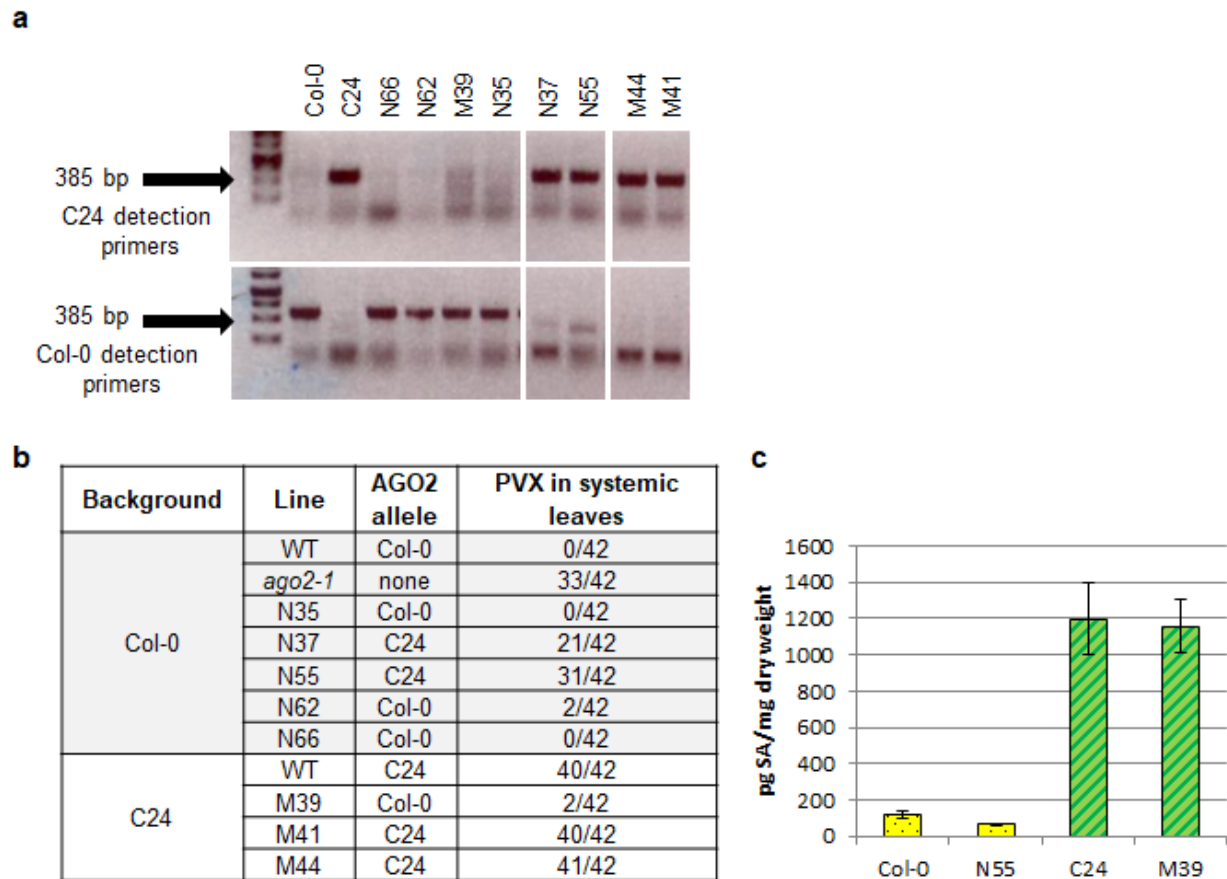 a
Col-0 C24 N66 N62 M39 N35 N37 N55 M44 M41
385 bp
C24 detection
primers
385 bp
Col-0 detection
primers
b
Background Line AGO2 allele PVX in systemic leaves
Col-0
WT Col-0 0/42
ago2-1 none 33/42
N35 Col-0 0/42
N37 C24 21/42
N55 C24 31/42
N62 Col-0 2/42
N66 Col-0 0/42
C24
WT C24 40/42
M39 Col-0 2/42
M41 C24 40/42
M44 C24 41/42
c
pg SA/mg dry weight
1600
1400
1200
1000
800
600
400
200
0
Col-0 N55 C24 M39